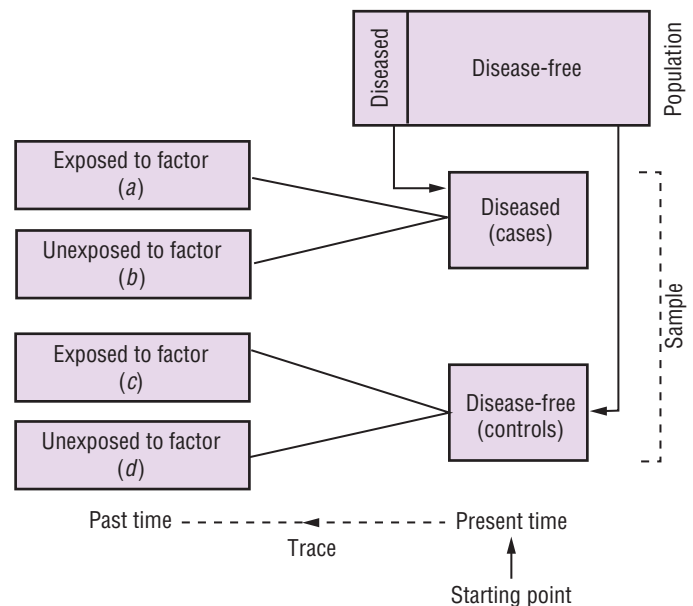 Diseased
Disease-free
Population
Exposed to factor
(a)
Unexposed to factor
(b)
Diseased
(cases)
Sample
Exposed to factor
(c)
Unexposed to factor
(d)
Disease-free
(controls)
Past time
Trace
Present time
Starting point